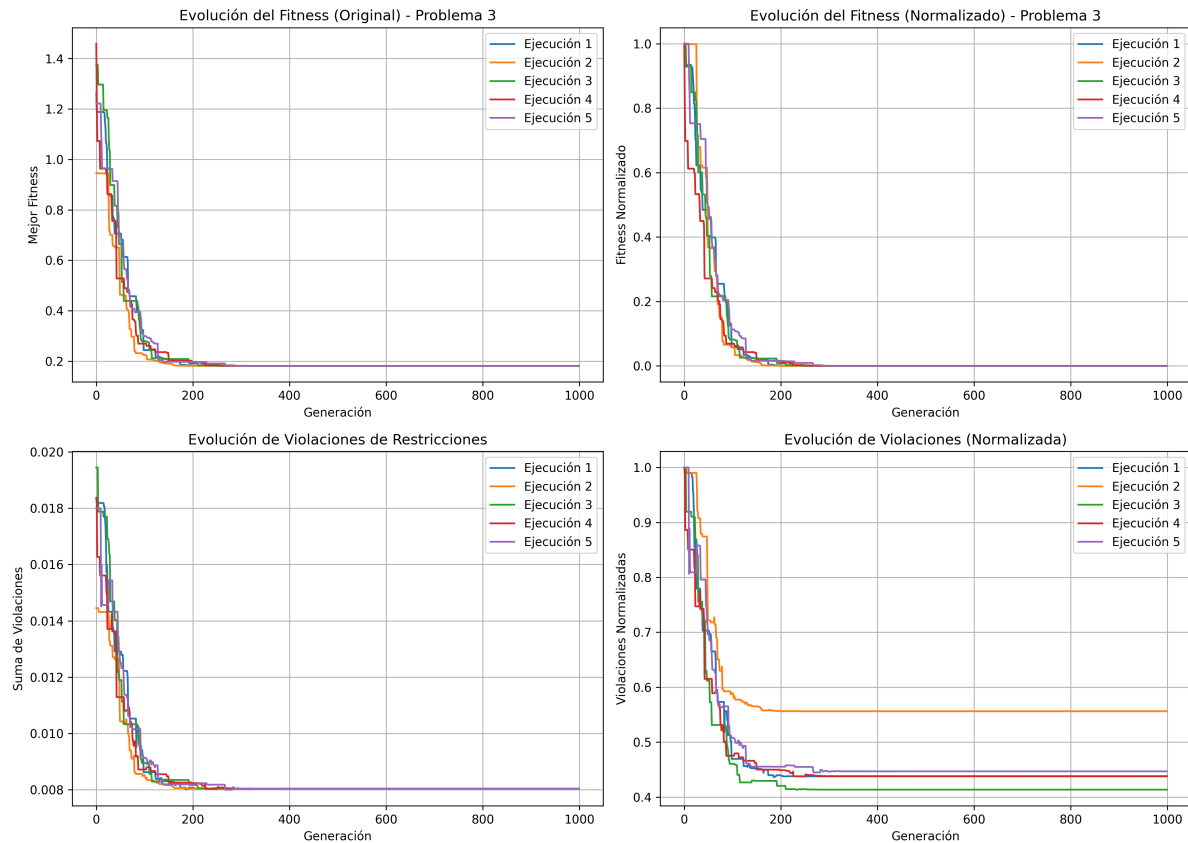 Evolución del Fitness (Original) - Problema 3
Mejor Fitness
1.4
1.2
1.0
0.8
0.6
0.4
0.2
0 200 400 600 800 1000
Generación
Ejecución 1
Ejecución 2
Ejecución 3
Ejecución 4
Ejecución 5
Evolución del Fitness (Normalizado) - Problema 3
Fitness Normalizado
1.0
0.8
0.6
0.4
0.2
0.0
0 200 400 600 800 1000
Generación
Ejecución 1
Ejecución 2
Ejecución 3
Ejecución 4
Ejecución 5
Evolución de Violaciones de Restricciones
Suma de Violaciones
0.020
0.018
0.016
0.014
0.012
0.010
0.008
0 200 400 600 800 1000
Generación
Ejecución 1
Ejecución 2
Ejecución 3
Ejecución 4
Ejecución 5
Evolución de Violaciones (Normalizada)
Violaciones Normalizadas
1.0
0.9
0.8
0.7
0.6
0.5
0.4
0 200 400 600 800 1000
Generación
Ejecución 1
Ejecución 2
Ejecución 3
Ejecución 4
Ejecución 5